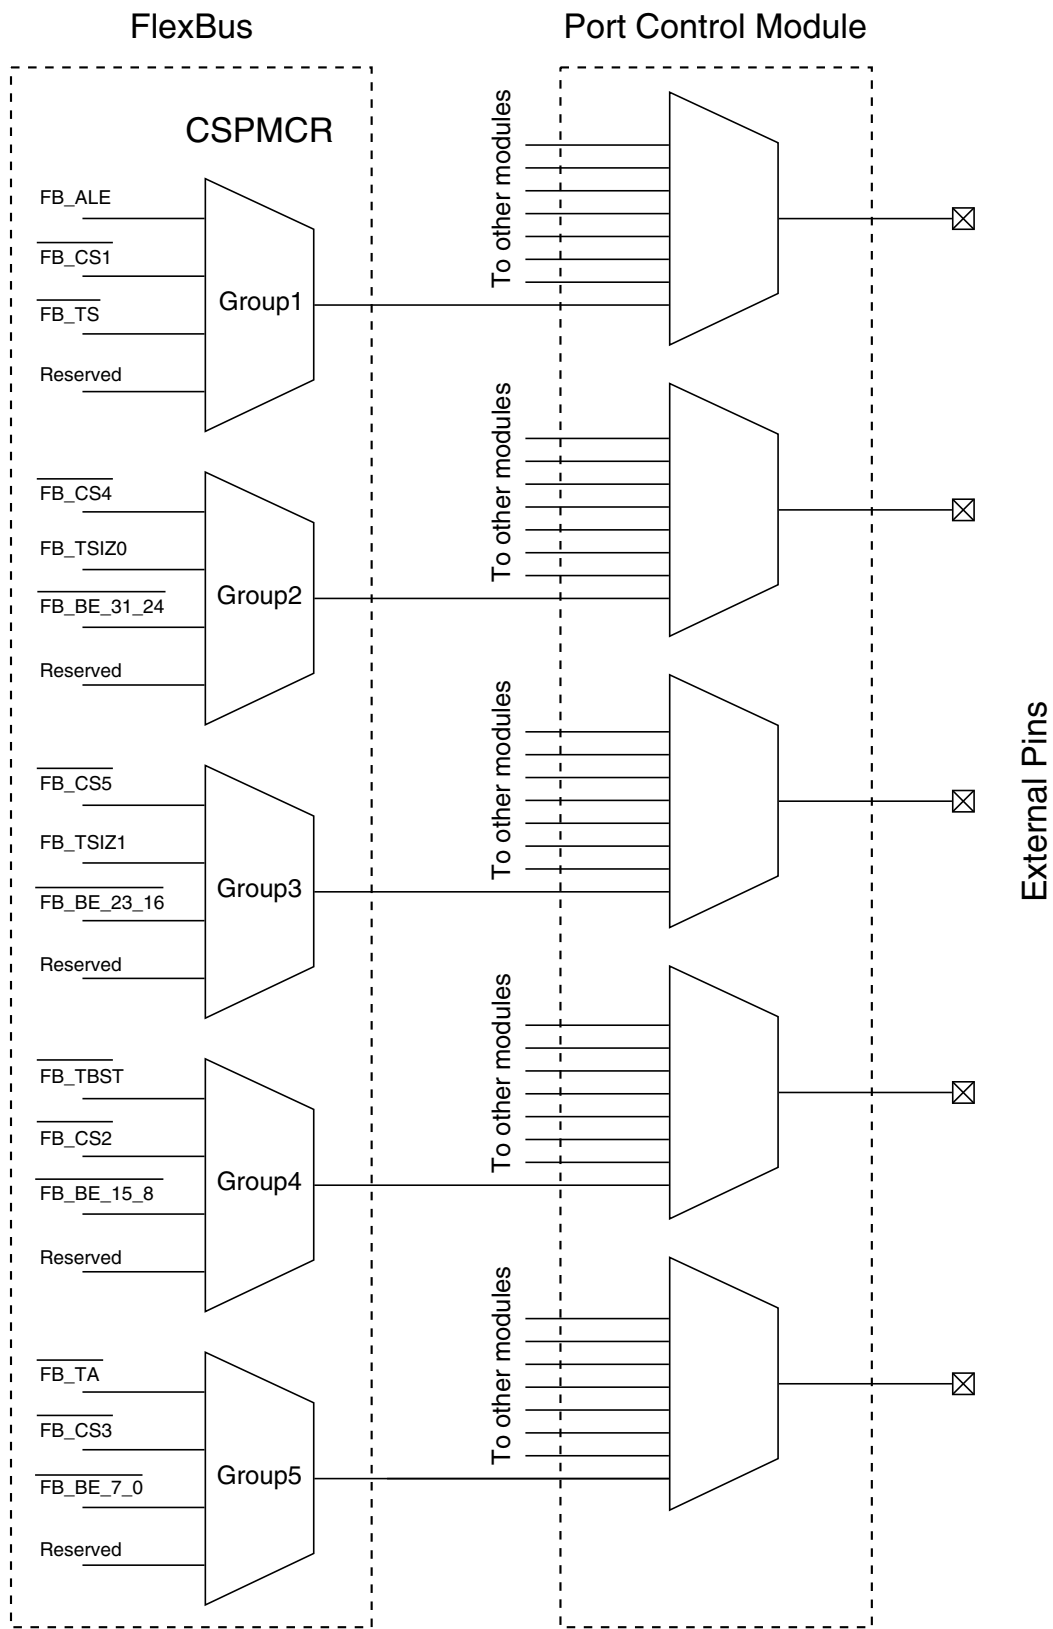 FlexBus
Port Control Module
CSPMCR
FB_ALE
FB_CS1
FB_TS
Reserved
Group1
To other modules
FB_CS4
FB_TSIZ0
FB_BE_31_24
Reserved
Group2
To other modules
FB_CS5
FB_TSIZ1
FB_BE_23_16
Reserved
Group3
To other modules
FB_TBST
FB_CS2
FB_BE_15_8
Reserved
Group4
To other modules
FB_TA
FB_CS3
FB_BE_7_0
Reserved
Group5
To other modules
External Pins